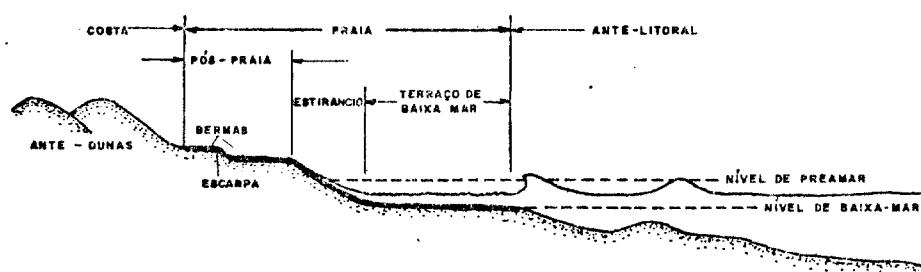 COSTA PRAIA ANTE-LITORAL
PÓS-PRAIA
ESTIRANCIO TERRAÇO DE
BAIXA MAR
BERMAS
ANTE-DUNAS
ESCARPA
NÍVEL DE PREAMAR
NÍVEL DE BAIXA-MAR